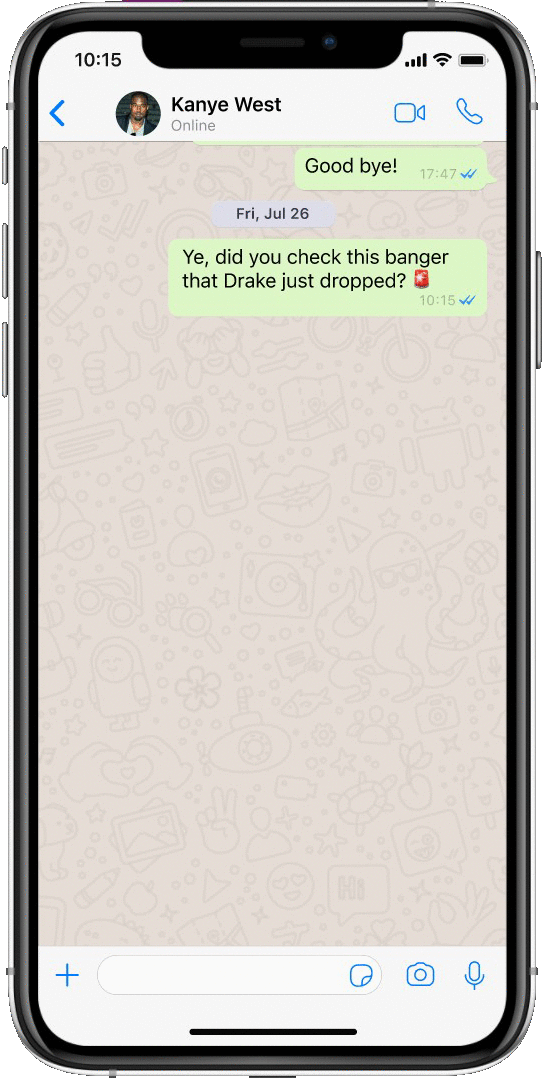 10:15
Kanye West
Online
Good bye!
17:47
Fri, Jul 26
Ye, did you check this banger
that Drake just dropped? 🚨
10:15
Hi